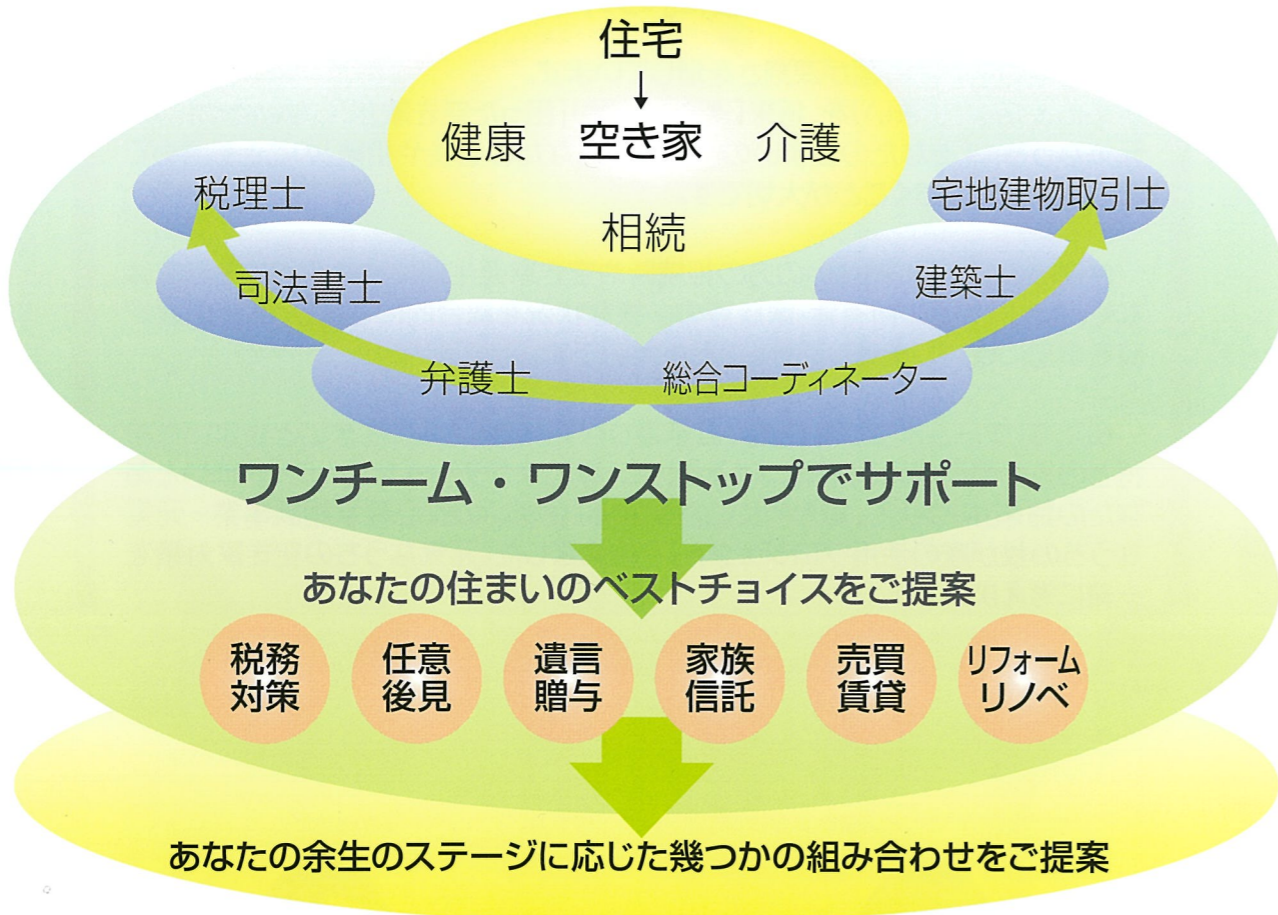 住宅
↓
健康 空き家 介護
相続
税理士
司法書士
弁護士
総合コーディネーター
建築士
宅地建物取引士
ワンチーム・ワンストップでサポート
あなたの住まいのベストチョイスをご提案
税務
対策
任意
後見
遺言
贈与
家族
信託
売買
賃貸
リフォーム
リノベ
あなたの余生のステージに応じた幾つかの組み合わせをご提案